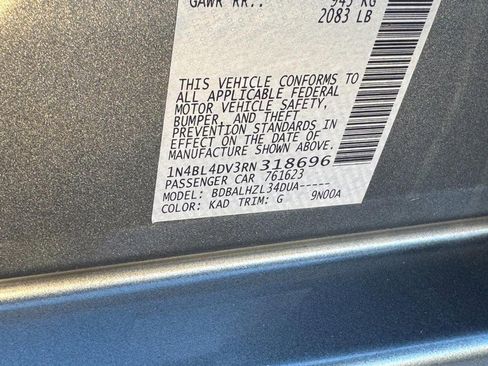 GAWR RR.: 945 KG
2083 LB
THIS VEHICLE CONFORMS TO
ALL APPLICABLE FEDERAL
MOTOR VEHICLE SAFETY,
BUMPER, AND THEFT
PREVENTION STANDARDS IN
EFFECT ON THE DATE OF
MANUFACTURE SHOWN ABOVE.
1N4BL4DV3RN318696
PASSENGER CAR 761623
MODEL: BDBALHZL34DUA-----
COLOR: KAD TRIM: G 9N00A